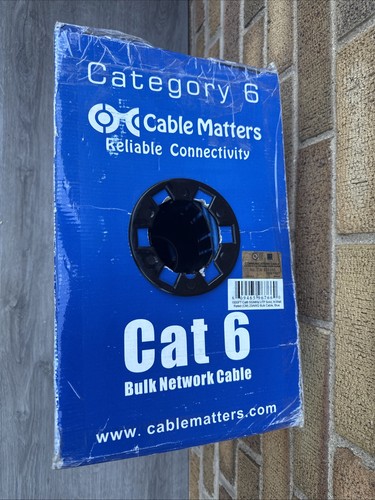 Category 6
Cable Matters
Reliable Connectivity
Cat 6
Bulk Network Cable
www. cablematters.com